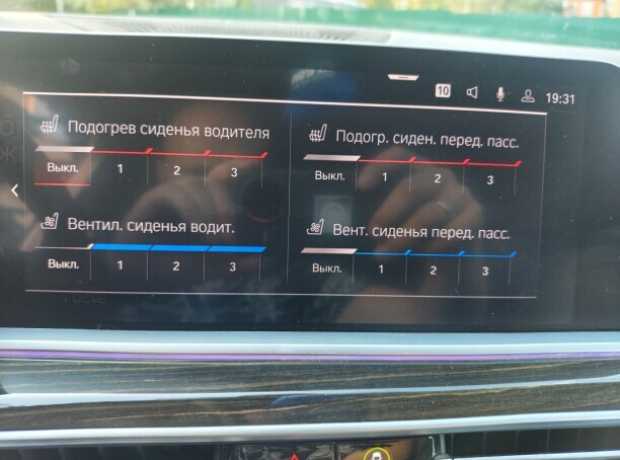 10 19:31
Подогрев сиденья водителя
Выкл. 1 2 3
Подогр. сиден. перед. пасс.
Выкл. 1 2 3
Вентил. сиденья водит.
Выкл. 1 2 3
Вент. сиденья перед. пасс.
Выкл. 1 2 3